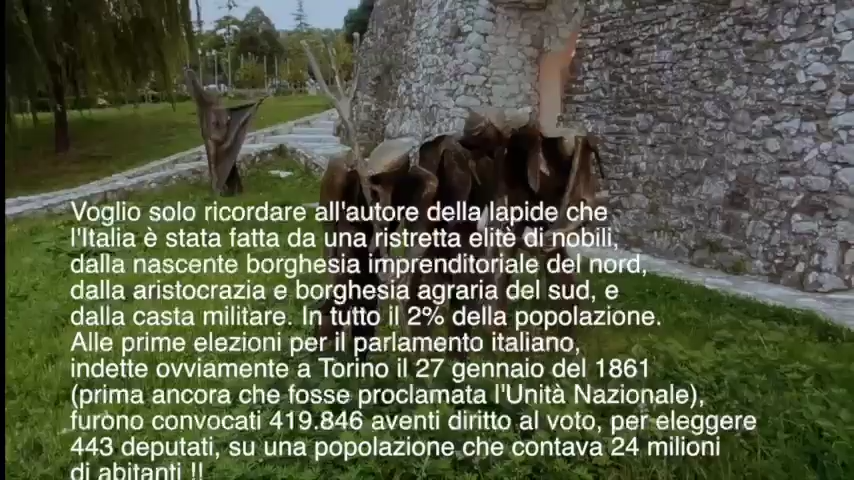 Voglio solo ricordare all'autore della lapide che
l'Italia è stata fatta da una ristretta elitè di nobili,
dalla nascente borghesia imprenditoriale del nord,
dalla aristocrazia e borghesia agraria del sud, e
dalla casta militare. In tutto il 2% della popolazione.
Alle prime elezioni per il parlamento italiano,
indette ovviamente a Torino il 27 gennaio del 1861
(prima ancora che fosse proclamata l'Unità Nazionale),
furono convocati 419.846 aventi diritto al voto, per eleggere
443 deputati, su una popolazione che contava 24 milioni
di abitanti !!